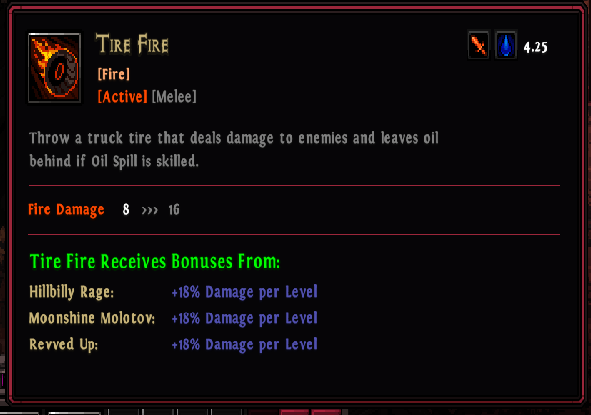 Tire Fire
4.25
[Fire]
[Active] [Melee]
Throw a truck tire that deals damage to enemies and leaves oil
behind if Oil Spill is skilled.
Fire Damage 8 >>> 16
Tire Fire Receives Bonuses From:
Hillbilly Rage: +18% Damage per Level
Moonshine Molotov: +18% Damage per Level
Revved Up: +18% Damage per Level